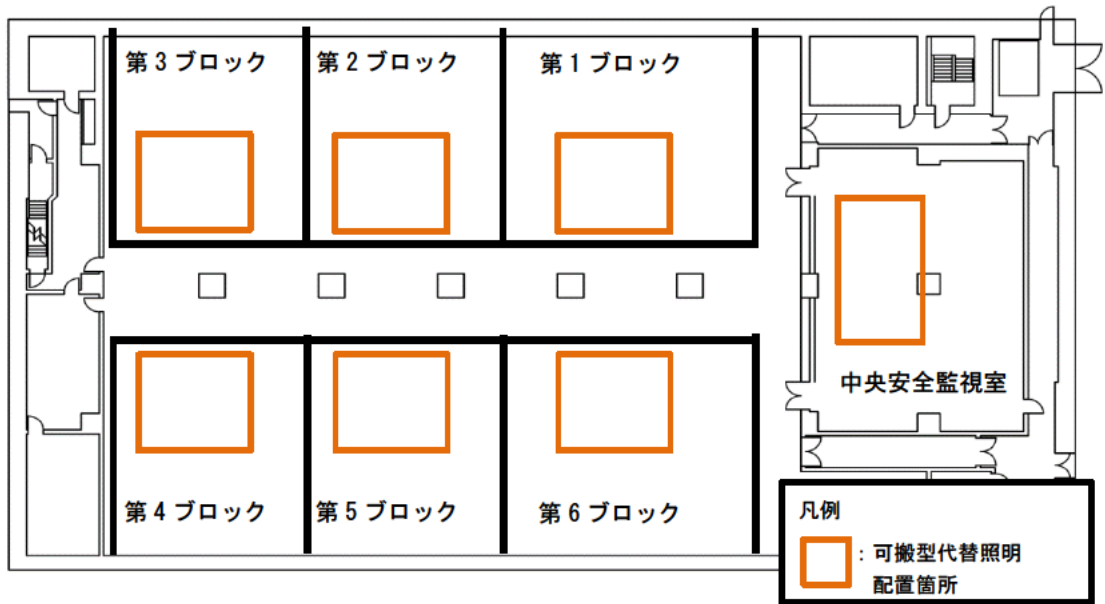 第3ブロック
第2ブロック
第1ブロック
中央安全監視室
第4ブロック
第5ブロック
第6ブロック
凡例
：可搬型代替照明
配置箇所